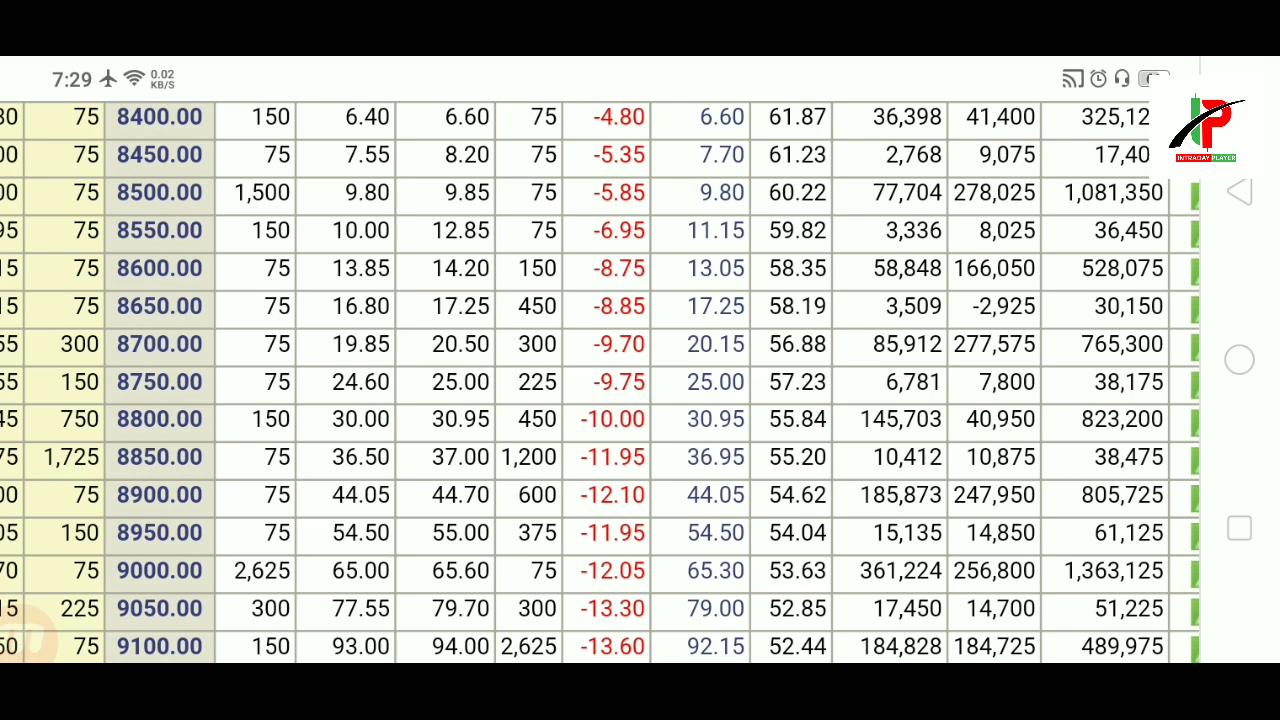 7:29 0.02 KB/S
75 8400.00 150 6.40 6.60 75 -4.80 6.60 61.87 36,398 41,400 325,12
75 8450.00 75 7.55 8.20 75 -5.35 7.70 61.23 2,768 9,075 17,40
75 8500.00 1,500 9.80 9.85 75 -5.85 9.80 60.22 77,704 278,025 1,081,350
75 8550.00 150 10.00 12.85 75 -6.95 11.15 59.82 3,336 8,025 36,450
75 8600.00 75 13.85 14.20 150 -8.75 13.05 58.35 58,848 166,050 528,075
75 8650.00 75 16.80 17.25 450 -8.85 17.25 58.19 3,509 -2,925 30,150
300 8700.00 75 19.85 20.50 300 -9.70 20.15 56.88 85,912 277,575 765,300
150 8750.00 75 24.60 25.00 225 -9.75 25.00 57.23 6,781 7,800 38,175
750 8800.00 150 30.00 30.95 450 -10.00 30.95 55.84 145,703 40,950 823,200
1,725 8850.00 75 36.50 37.00 1,200 -11.95 36.95 55.20 10,412 10,875 38,475
75 8900.00 75 44.05 44.70 600 -12.10 44.05 54.62 185,873 247,950 805,725
150 8950.00 75 54.50 55.00 375 -11.95 54.50 54.04 15,135 14,850 61,125
75 9000.00 2,625 65.00 65.60 75 -12.05 65.30 53.63 361,224 256,800 1,363,125
225 9050.00 300 77.55 79.70 300 -13.30 79.00 52.85 17,450 14,700 51,225
75 9100.00 150 93.00 94.00 2,625 -13.60 92.15 52.44 184,828 184,725 489,975
IP
INTRADAY PLAYER